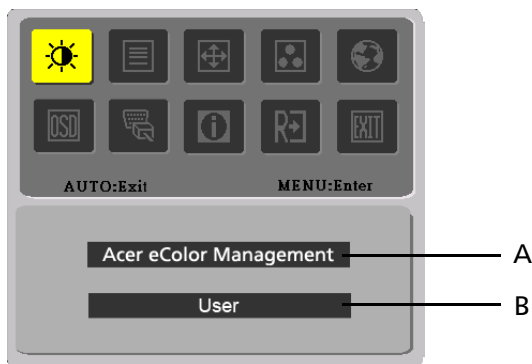 OSD
i
R
EXIT
AUTO:Exit MENU:Enter
Acer eColor Management A
User B